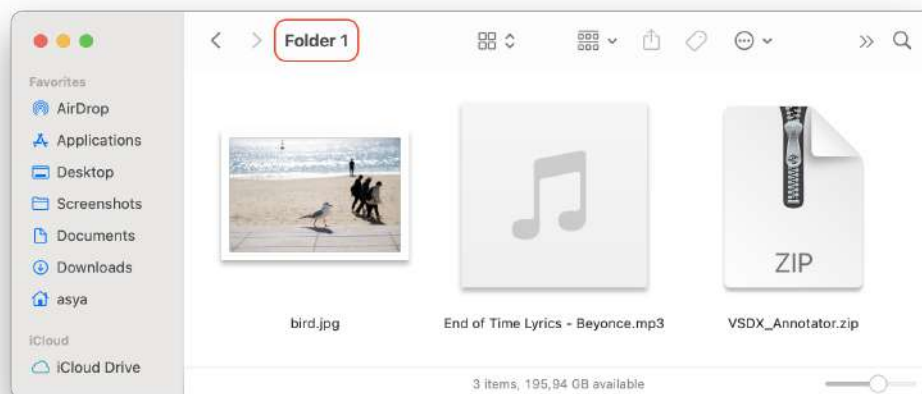 Folder 1
Favorites
AirDrop
Applications
Desktop
Screenshots
Documents
Downloads
asya
iCloud
iCloud Drive
ZIP
bird.jpg
End of Time Lyrics - Beyonce.mp3
VSDX_Annotator.zip
3 items, 195,94 GB available